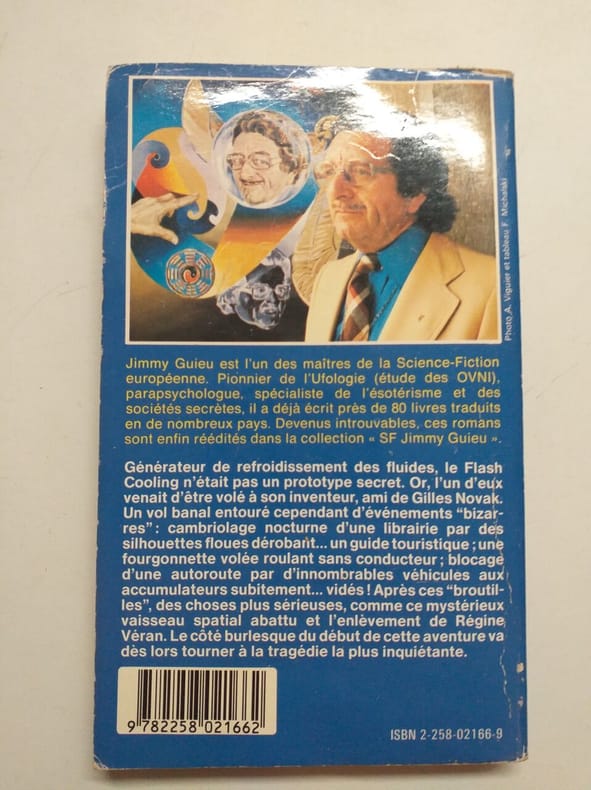 Photo A. Viguier et tableau F. Michalski
Jimmy Guieu est l'un des maîtres de la Science-Fiction
européenne. Pionnier de l'Ufologie (étude des OVNI),
parapsychologue, spécialiste de l'ésotérisme et des
sociétés secrètes, il a déjà écrit près de 80 livres traduits
en de nombreux pays. Devenus introuvables, ces romans
sont enfin réédités dans la collection « SF Jimmy Guieu ».
Générateur de refroidissement des fluides, le Flash
Cooling n'était pas un prototype secret. Or, l'un d'eux
venait d'être volé à son inventeur, ami de Gilles Novak.
Un vol banal entouré cependant d'événements "bizar-
res" : cambriolage nocturne d'une librairie par des
silhouettes floues dérobant... un guide touristique ; une
fourgonnette volée roulant sans conducteur ; blocage
d'une autoroute par d'innombrables véhicules aux
accumulateurs subitement... vidés ! Après ces "broutil-
les", des choses plus sérieuses, comme ce mystérieux
vaisseau spatial abattu et l'enlèvement de Régine
Véran. Le côté burlesque du début de cette aventure va
dès lors tourner à la tragédie la plus inquiétante.
9 782258 021662
ISBN 2-258-02166-9